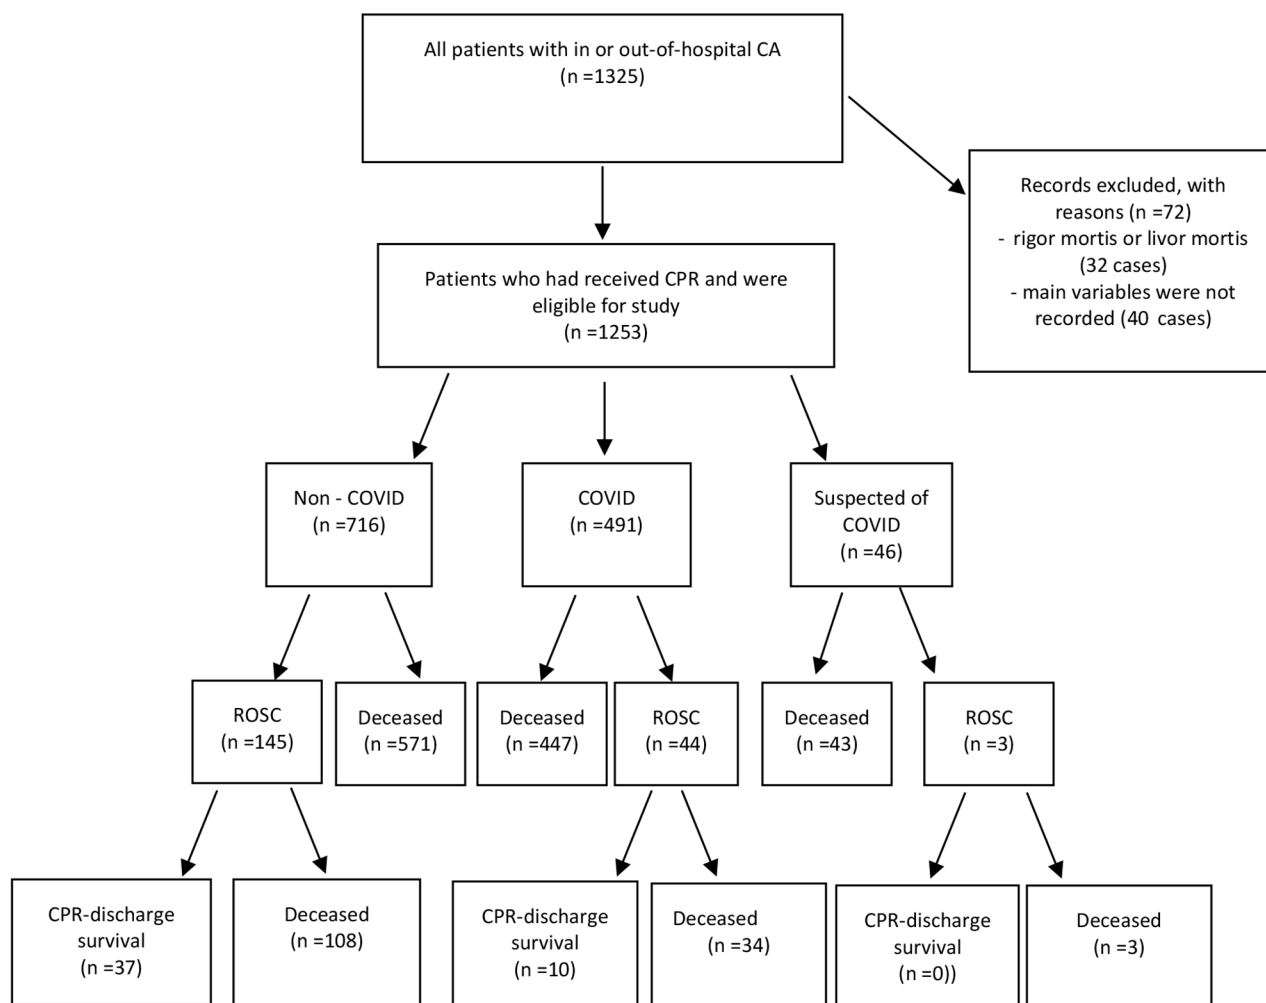 All patients with in or out-of-hospital CA
(n =1325)
Records excluded, with
reasons (n =72)
- rigor mortis or livor mortis
(32 cases)
- main variables were not
recorded (40 cases)
Patients who had received CPR and were
eligible for study
(n =1253)
Non - COVID
(n =716)
COVID
(n =491)
Suspected of
COVID
(n =46)
ROSC
(n =145)
Deceased
(n =571)
Deceased
(n =447)
ROSC
(n =44)
Deceased
(n =43)
ROSC
(n =3)
CPR-discharge
survival
(n =37)
Deceased
(n =108)
CPR-discharge
survival
(n =10)
Deceased
(n =34)
CPR-discharge
survival
(n =0))
Deceased
(n =3)